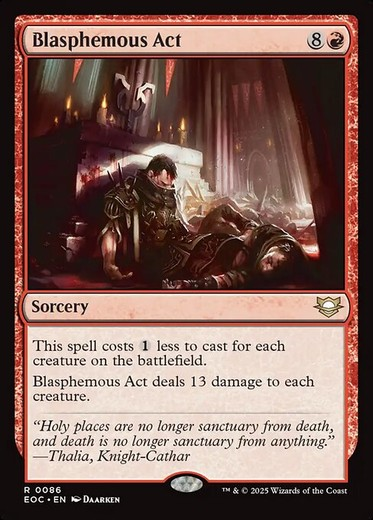 Blasphemous Act 8
Sorcery
This spell costs 1 less to cast for each
creature on the battlefield.
Blasphemous Act deals 13 damage to each
creature.
“Holy places are no longer sanctuary from death,
and death is no longer sanctuary from anything.”
—Thalia, Knight-Cathar
R 0086
EOC • EN DAARKEN
™ & © 2025 Wizards of the Coast